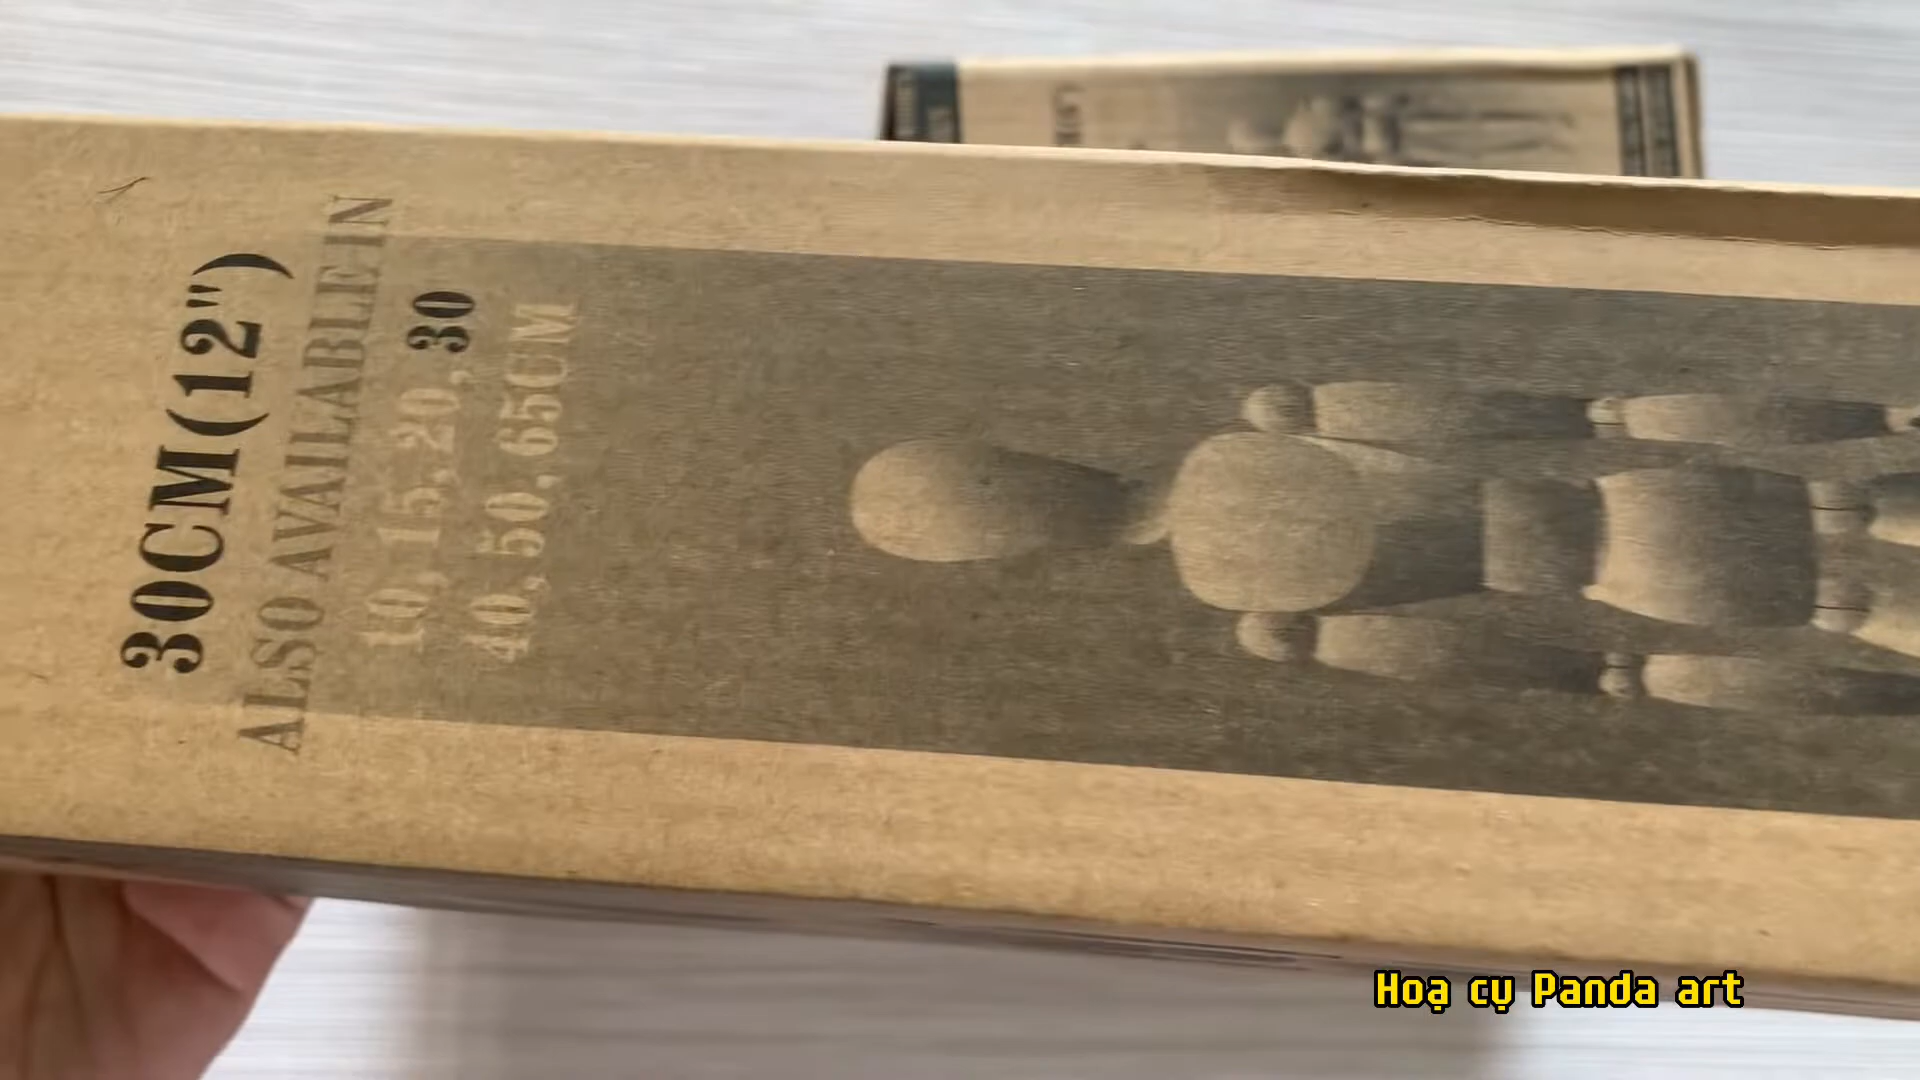 30CM(12")
ALSO AVAILABLE IN
10,15,20,30
40,50,65CM
Hoạ cụ Panda art